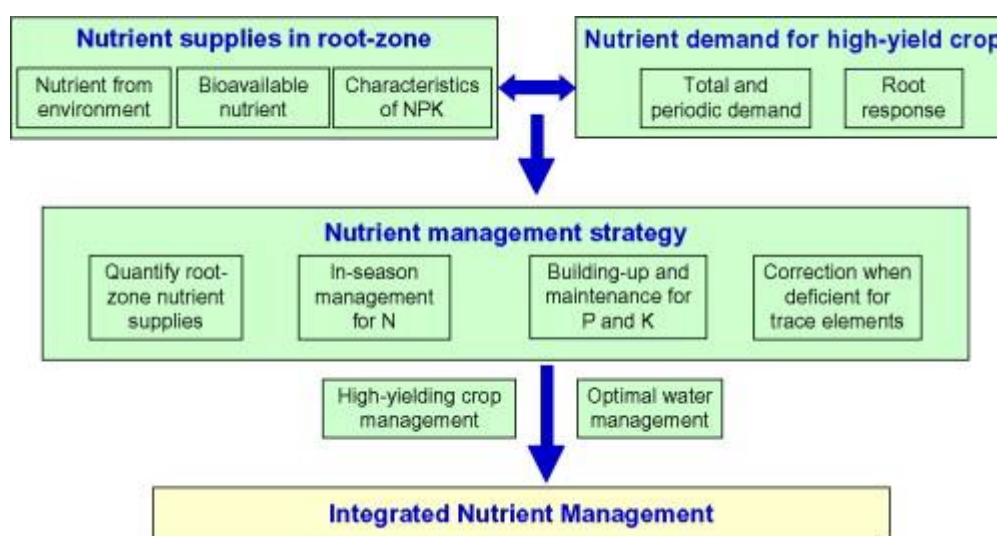 Nutrient supplies in root-zone
Nutrient from
environment
Bioavailable
nutrient
Characteristics
of NPK
Nutrient demand for high-yield crop
Total and
periodic demand
Root
response
Nutrient management strategy
Quantify root-
zone nutrient
supplies
In-season
management
for N
Building-up and
maintenance for
P and K
Correction when
deficient for
trace elements
High-yielding crop
management
Optimal water
management
Integrated Nutrient Management